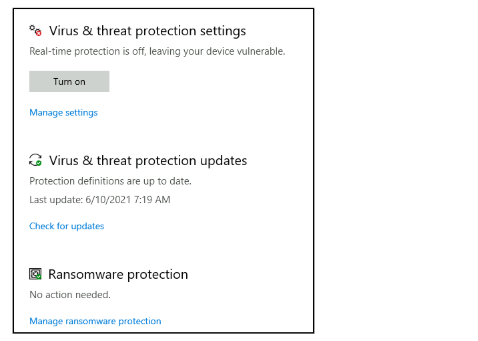 Virus & threat protection settings
Real-time protection is off, leaving your device vulnerable.
Turn on
Manage settings
Virus & threat protection updates
Protection definitions are up to date.
Last update: 6/10/2021 7:19 AM
Check for updates
Ransomware protection
No action needed.
Manage ransomware protection